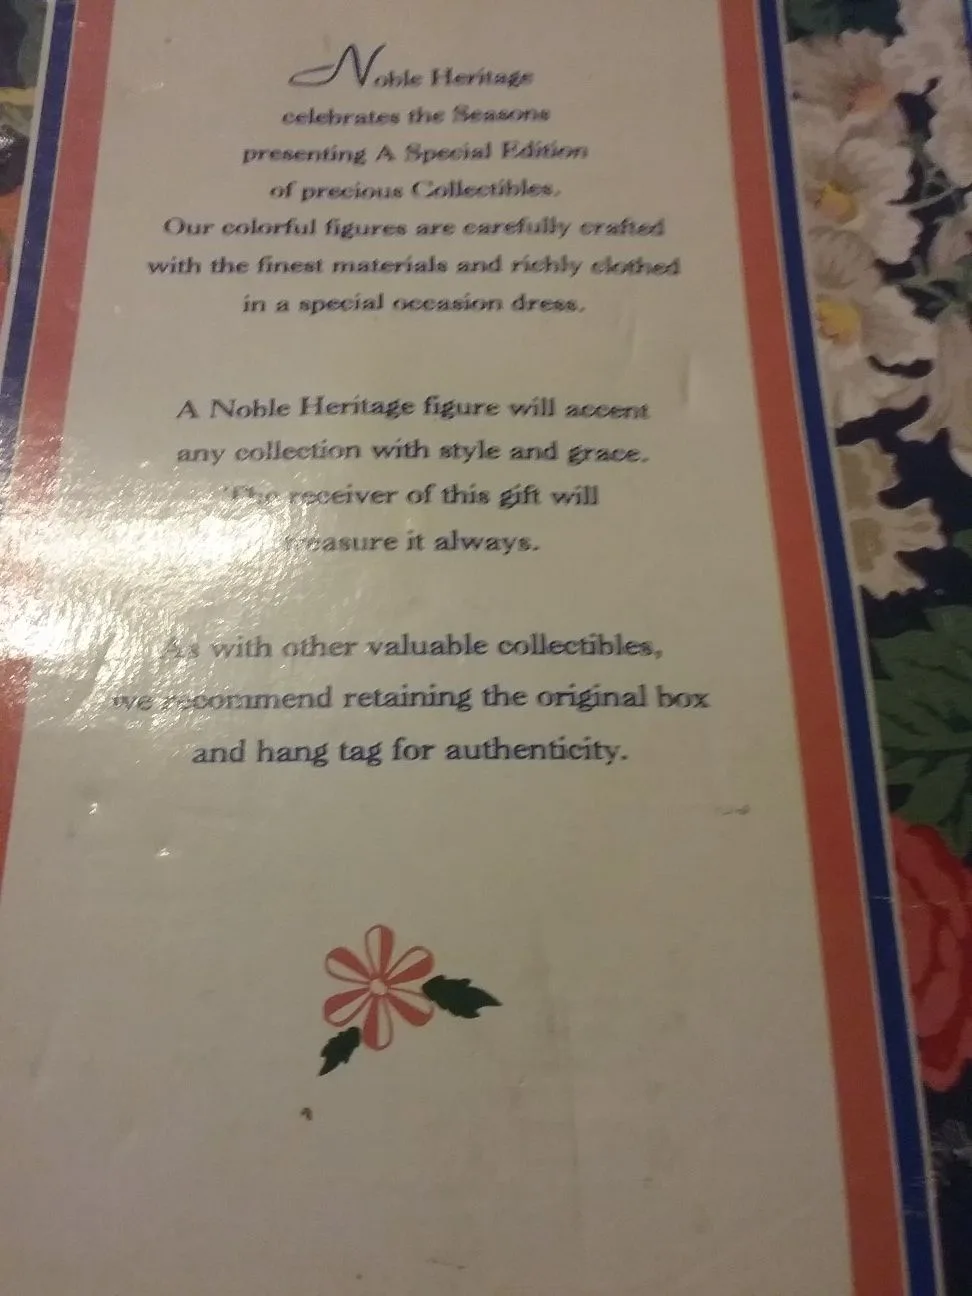 Noble Heritage
celebrates the Seasons
presenting A Special Edition
of precious Collectibles.
Our colorful figures are carefully crafted
with the finest materials and richly clothed
in a special occasion dress.
A Noble Heritage figure will accent
any collection with style and grace.
The receiver of this gift will
treasure it always.
As with other valuable collectibles,
we recommend retaining the original box
and hang tag for authenticity.